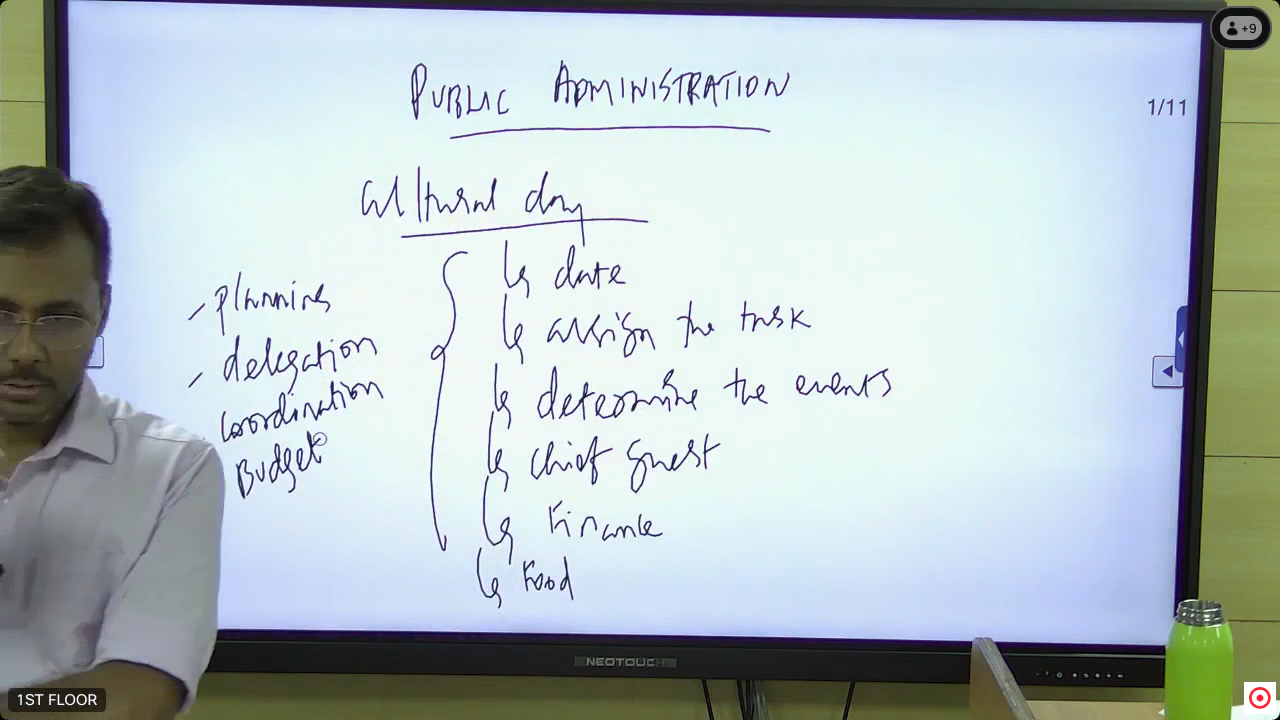 +9
PUBLIC ADMINISTRATION
1/11
Cultural day
date
assign the task
determine the events
chief guest
Finance
Food
planning
delegation
coordination
Budget
NEOTOUCH
1ST FLOOR